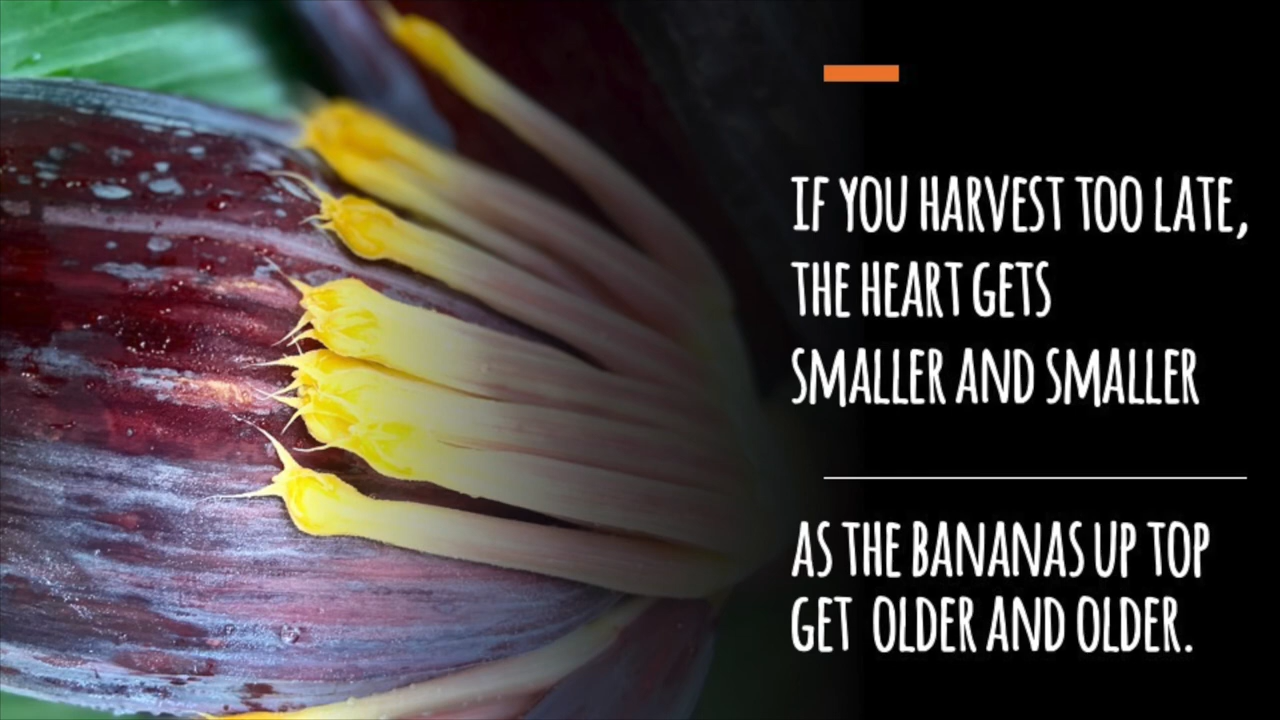 IF YOU HARVEST TOO LATE,
THE HEART GETS
SMALLER AND SMALLER
AS THE BANANAS UP TOP
GET OLDER AND OLDER.